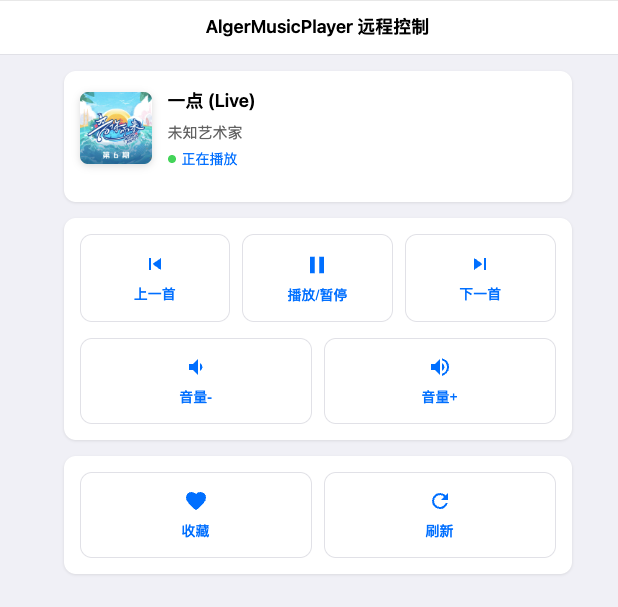 AlgerMusicPlayer 远程控制
一点 (Live)
未知艺术家
正在播放
第6期
上一首
播放/暂停
下一首
音量-
音量+
收藏
刷新